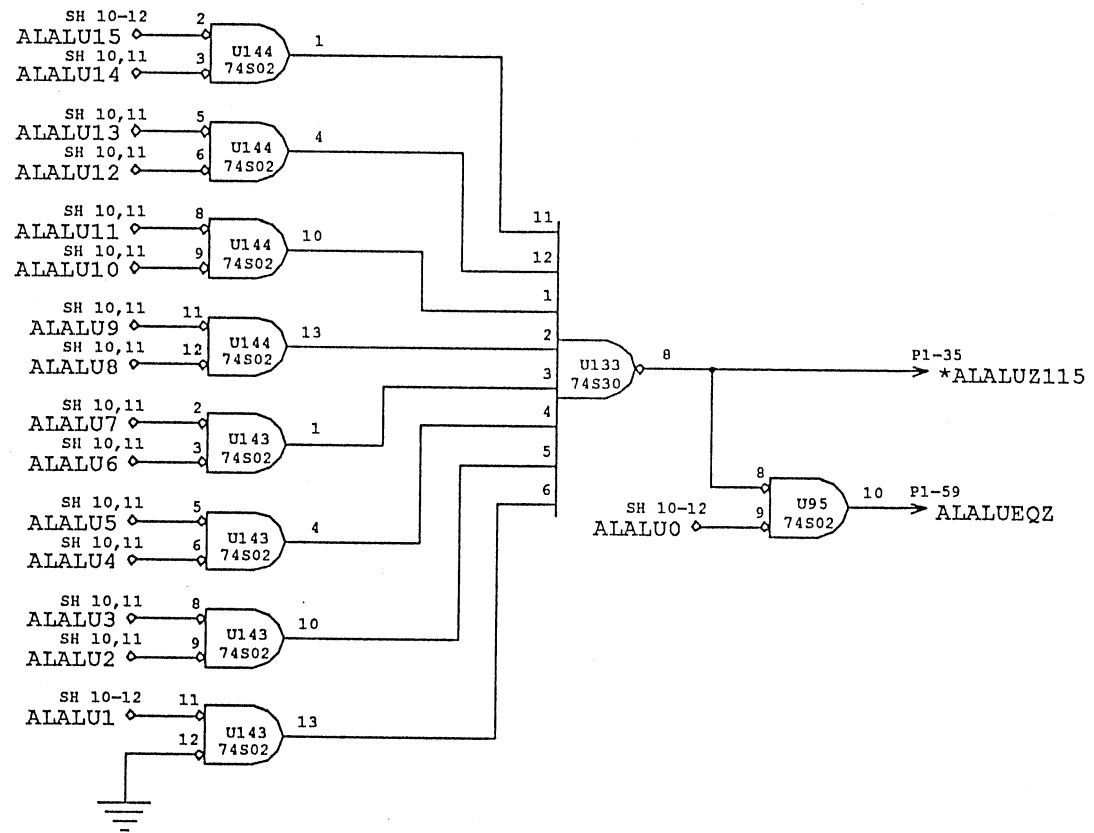 SH 10-12 2
ALALU15
1
SH 10,11 3
U144
74S02
ALALU14
SH 10,11 5
ALALU13
4
SH 10,11 6
U144
74S02
ALALU12
SH 10,11 8
ALALU11
10
SH 10,11 9
U144
74S02
ALALU10
SH 10,11 11
ALALU9
13
SH 10,11 12
U144
74S02
ALALU8
SH 10,11 2
ALALU7
1
SH 10,11 3
U143
74S02
ALALU6
SH 10,11 5
ALALU5
4
SH 10,11 6
U143
74S02
ALALU4
SH 10,11 8
ALALU3
10
SH 10,11 9
U143
74S02
ALALU2
SH 10-12 11
ALALU1
13
12
U143
74S02
11
12
1
2
3
4
5
6
U133
74S30
8
P1-35
*ALALUZ115
8
SH 10-12 9
ALALU0
U95
74S02
10
P1-59
ALALUEQZ